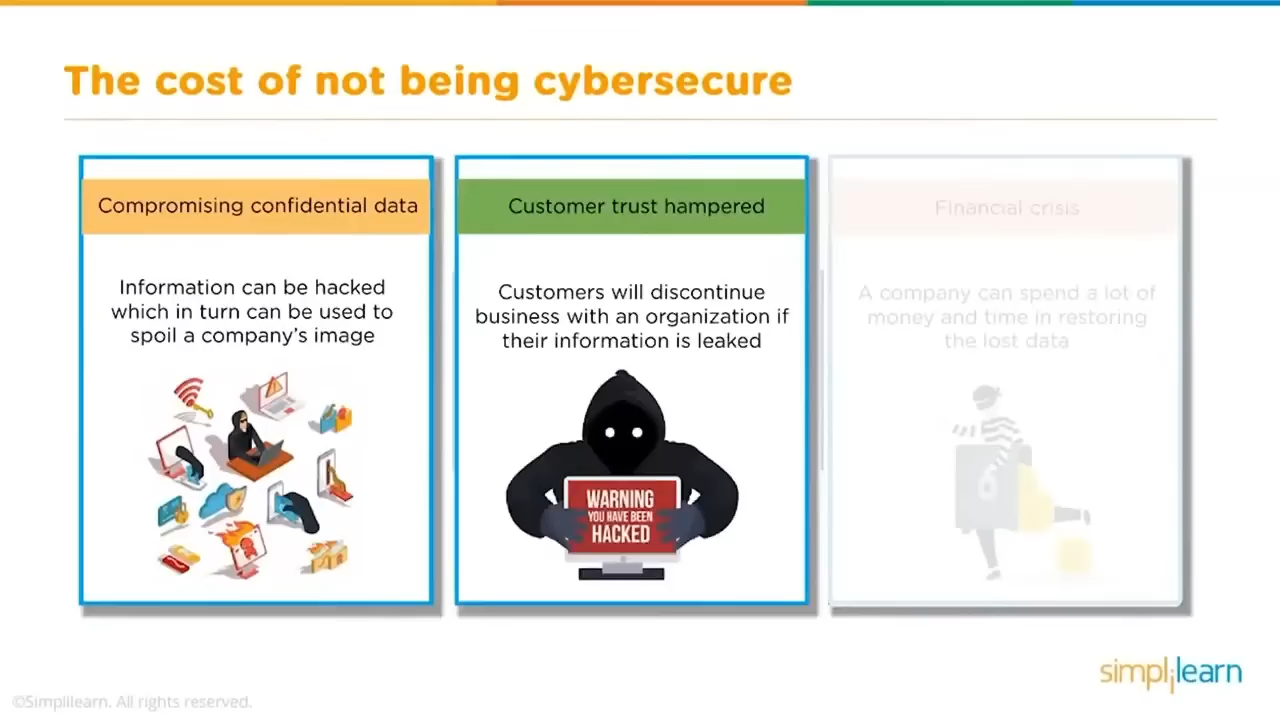 The cost of not being cybersecure
Compromising confidential data
Information can be hacked
which in turn can be used to
spoil a company's image
Customer trust hampered
Customers will discontinue
business with an organization if
their information is leaked
WARNING
YOU HAVE BEEN
HACKED
Financial crisis
A company can spend a lot of
money and time in restoring
the lost data
simplilearn
©Simplilearn. All rights reserved.